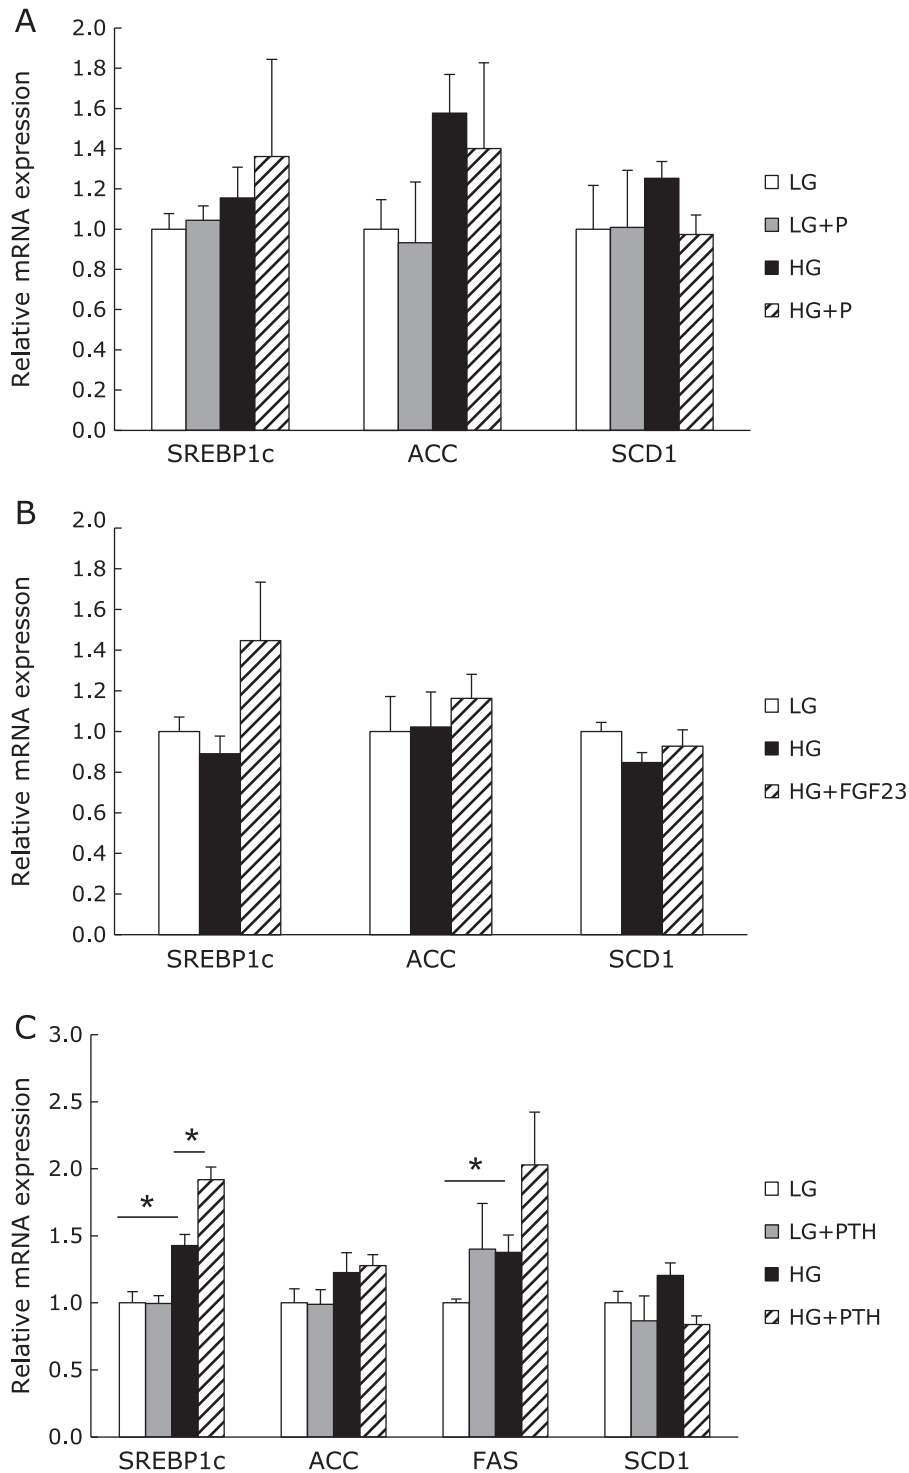 A
Relative mRNA expression
2.0
1.8
1.6
1.4
1.2
1.0
0.8
0.6
0.4
0.2
0.0
SREBP1c ACC SCD1
LG
LG+P
HG
HG+P
B
Relative mRNA expresson
2.0
1.8
1.6
1.4
1.2
1.0
0.8
0.6
0.4
0.2
0.0
SREBP1c ACC SCD1
LG
HG
HG+FGF23
C
Relative mRNA expression
3.0
2.5
2.0
1.5
1.0
0.5
0.0
* * *
SREBP1c ACC FAS SCD1
LG
LG+PTH
HG
HG+PTH